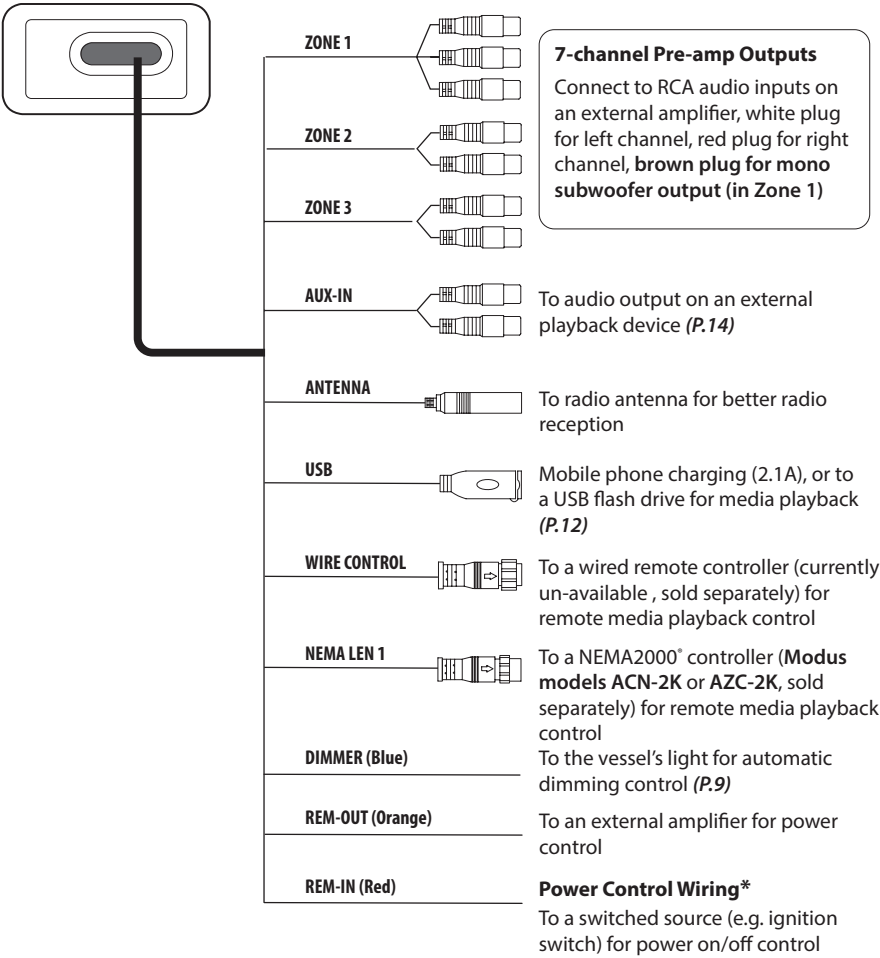 ZONE 1
7-channel Pre-amp Outputs
Connect to RCA audio inputs on
an external amplifier, white plug
for left channel, red plug for right
channel, brown plug for mono
subwoofer output (in Zone 1)
ZONE 2
ZONE 3
AUX-IN
To audio output on an external
playback device (P.14)
ANTENNA
To radio antenna for better radio
reception
USB
Mobile phone charging (2.1A), or to
a USB flash drive for media playback
(P.12)
WIRE CONTROL
To a wired remote controller (currently
un-available , sold separately) for
remote media playback control
NEMA LEN 1
To a NEMA2000® controller (Modus
models ACN-2K or AZC-2K, sold
separately) for remote media playback
control
DIMMER (Blue)
To the vessel's light for automatic
dimming control (P.9)
REM-OUT (Orange)
To an external amplifier for power
control
REM-IN (Red)
Power Control Wiring*
To a switched source (e.g. ignition
switch) for power on/off control